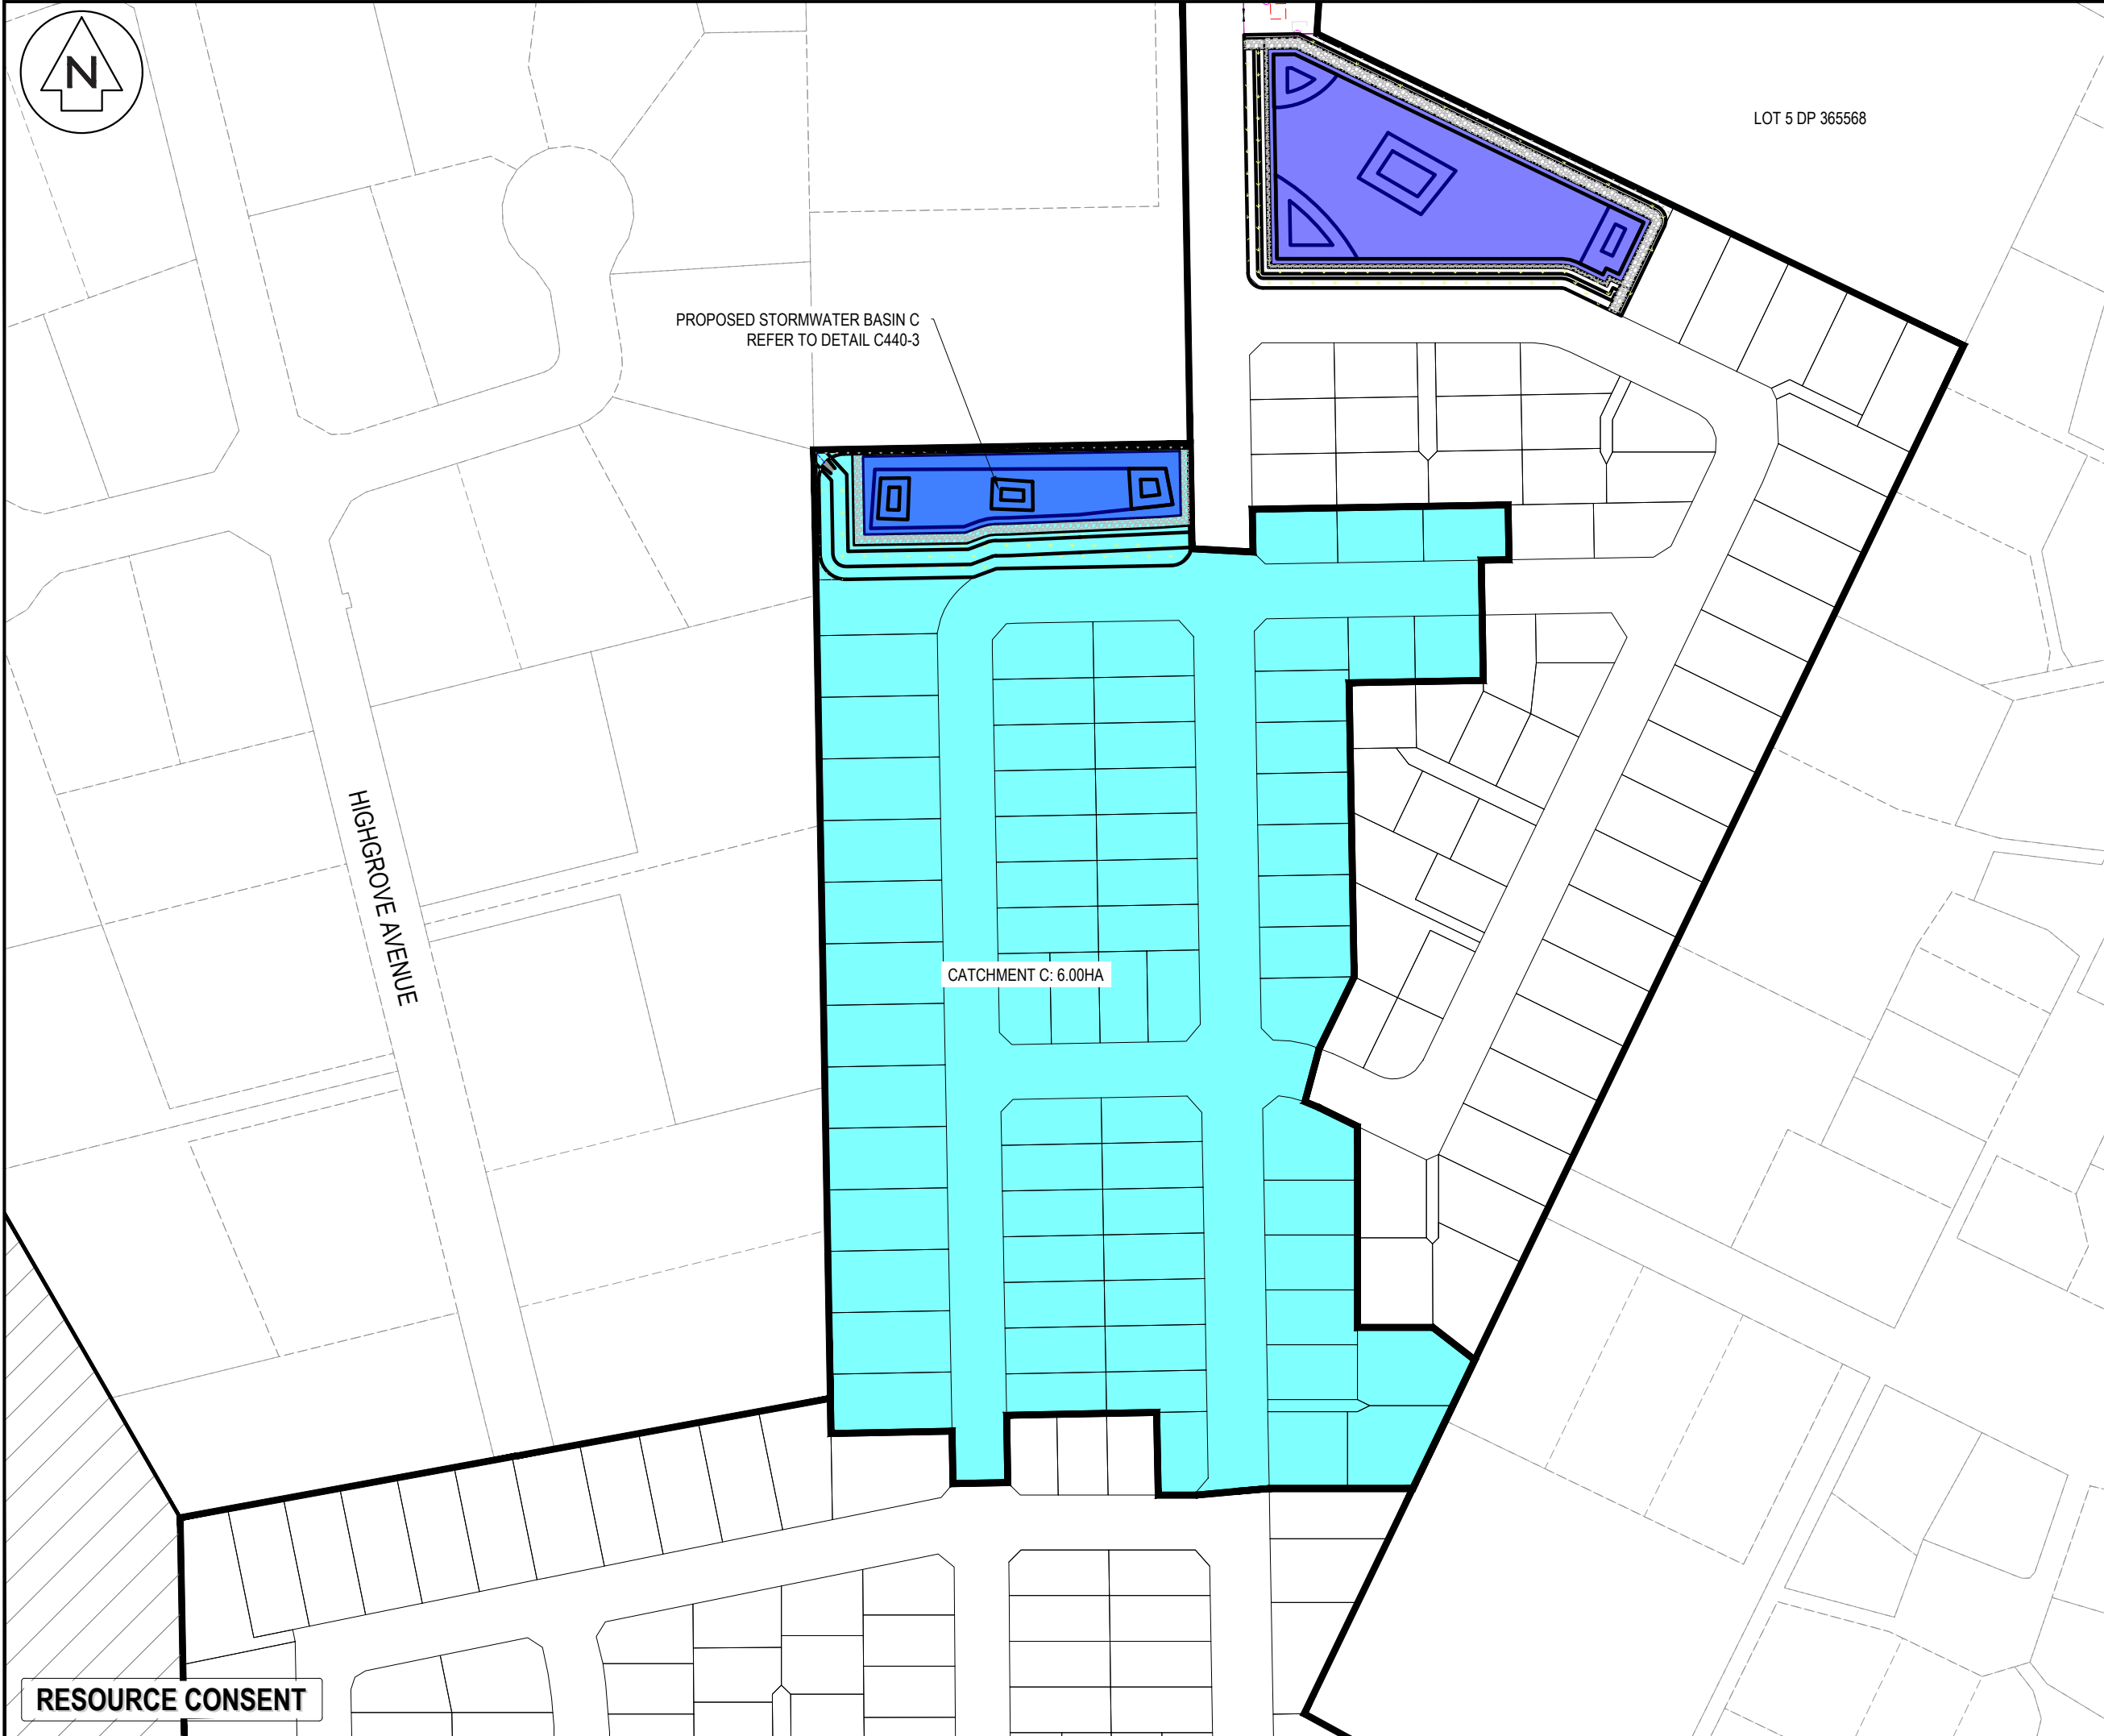 N
LOT 5 DP 365568
PROPOSED STORMWATER BASIN C
REFER TO DETAIL C440-3
HIGHGROVE AVENUE
CATCHMENT C: 6.00HA
RESOURCE CONSENT